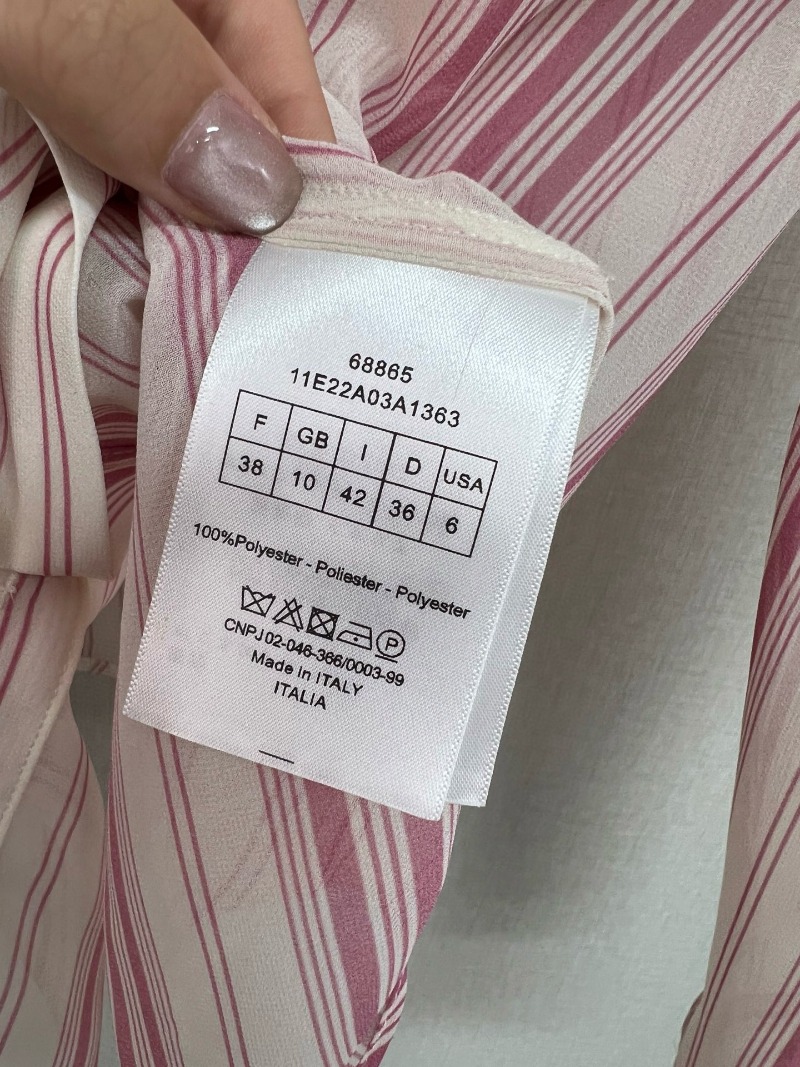 68865
11E22A03A1363
F GB I D USA
38 10 42 36 6
100%Polyester - Poliester - Polyester
P
CNPJ 02-046-366/0003-99
Made in ITALY
ITALIA